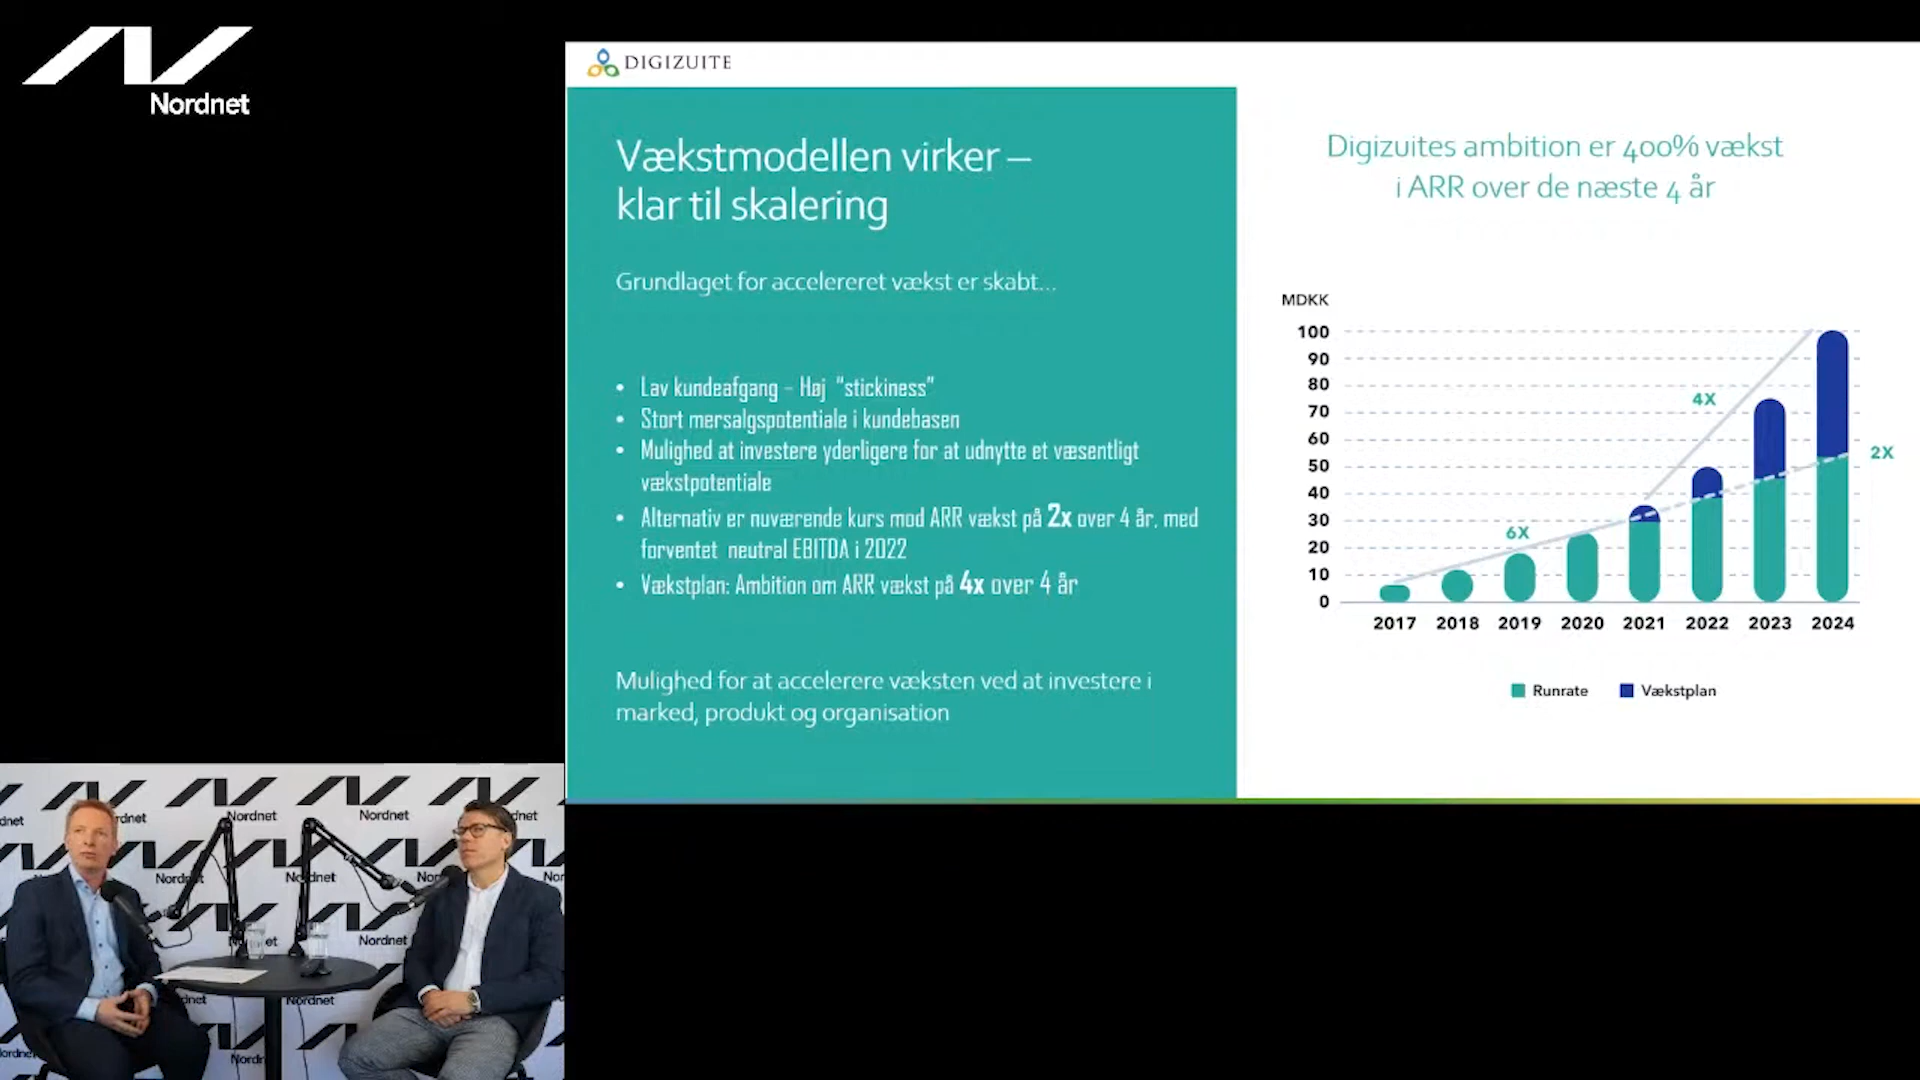 Nordnet
DIGIZUITE
Vækstmodellen virker –
klar til skalering
Grundlaget for accelereret vækst er skabt...
• Lav kundeafgang – Høj "stickiness"
• Stort mersalgspotentiale i kundebasen
• Mulighed at investere yderligere for at udnytte et væsentligt
vækstpotentiale
• Alternativ er nuværende kurs mod ARR vækst på 2x over 4 år, med
forventet neutral EBITDA i 2022
• Vækstplan: Ambition om ARR vækst på 4x over 4 år
Mulighed for at accelerere væksten ved at investere i
marked, produkt og organisation
Digizuites ambition er 400% vækst
i ARR over de næste 4 år
MDKK
100
90
80
70
60
50
40
30
20
10
0
6X
4X
2X
2017 2018 2019 2020 2021 2022 2023 2024
Runrate Vækstplan
Nordnet
Nordnet
Nordnet
Nordnet
Nordnet